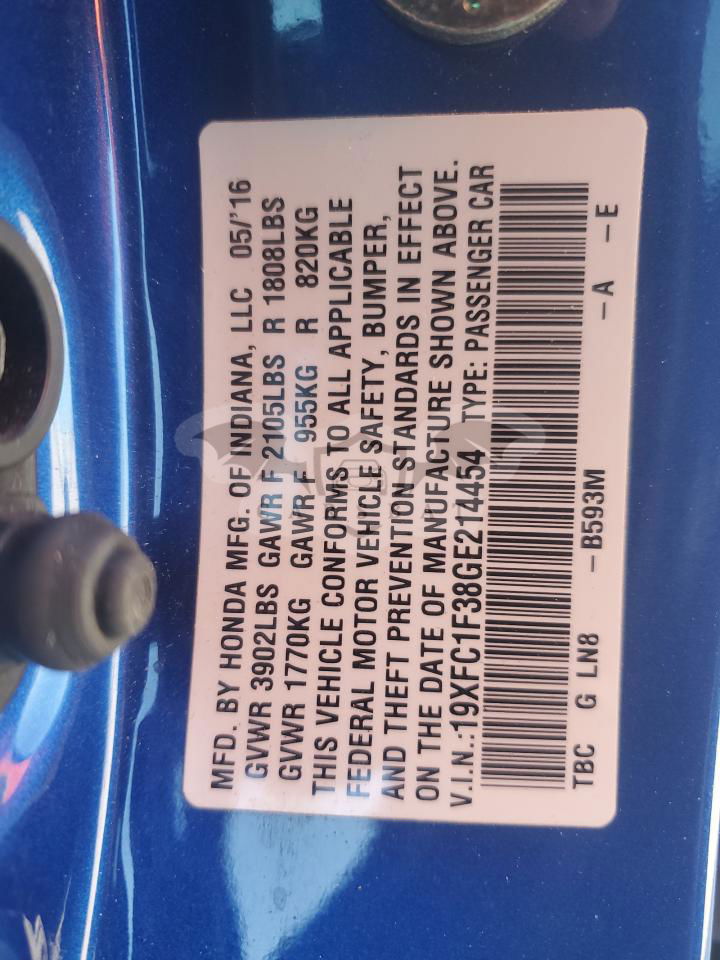 MFD. BY HONDA MFG. OF INDIANA, LLC 05/'16
GVWR 3902LBS GAWR F 2105LBS R 1808LBS
GVWR 1770KG GAWR F 955KG R 820KG
THIS VEHICLE CONFORMS TO ALL APPLICABLE
FEDERAL MOTOR VEHICLE SAFETY, BUMPER,
AND THEFT PREVENTION STANDARDS IN EFFECT
ON THE DATE OF MANUFACTURE SHOWN ABOVE.
V.I.N.:19XFC1F38GE214454 TYPE: PASSENGER CAR
TBC G LN8 -B593M -A -E